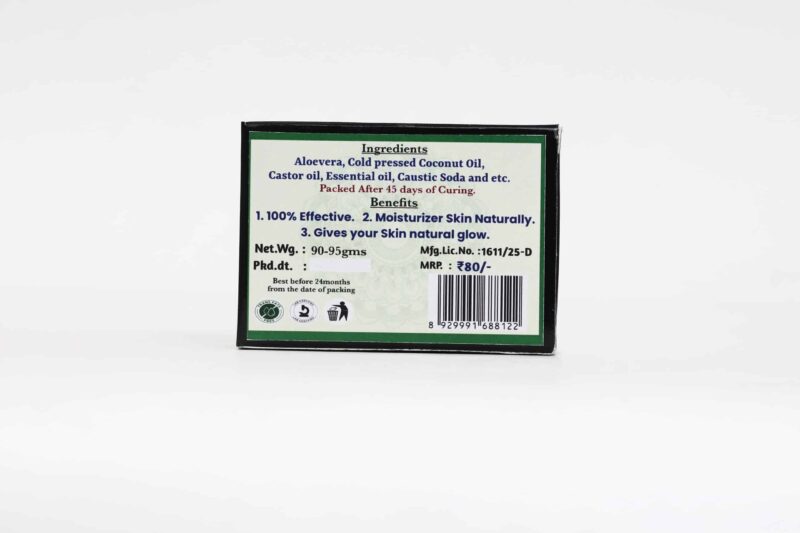 Ingredients
Aloevera, Cold pressed Coconut Oil,
Castor oil, Essential oil, Caustic Soda and etc.
Packed After 45 days of Curing.
Benefits
1. 100% Effective. 2. Moisturizer Skin Naturally.
3. Gives your Skin natural glow.
Net.Wg. : 90-95gms
Pkd.dt. :
Best before 24months
from the date of packing
Mfg.Lic.No. :1611/25-D
MRP. : ₹80/-
8 929991 688122